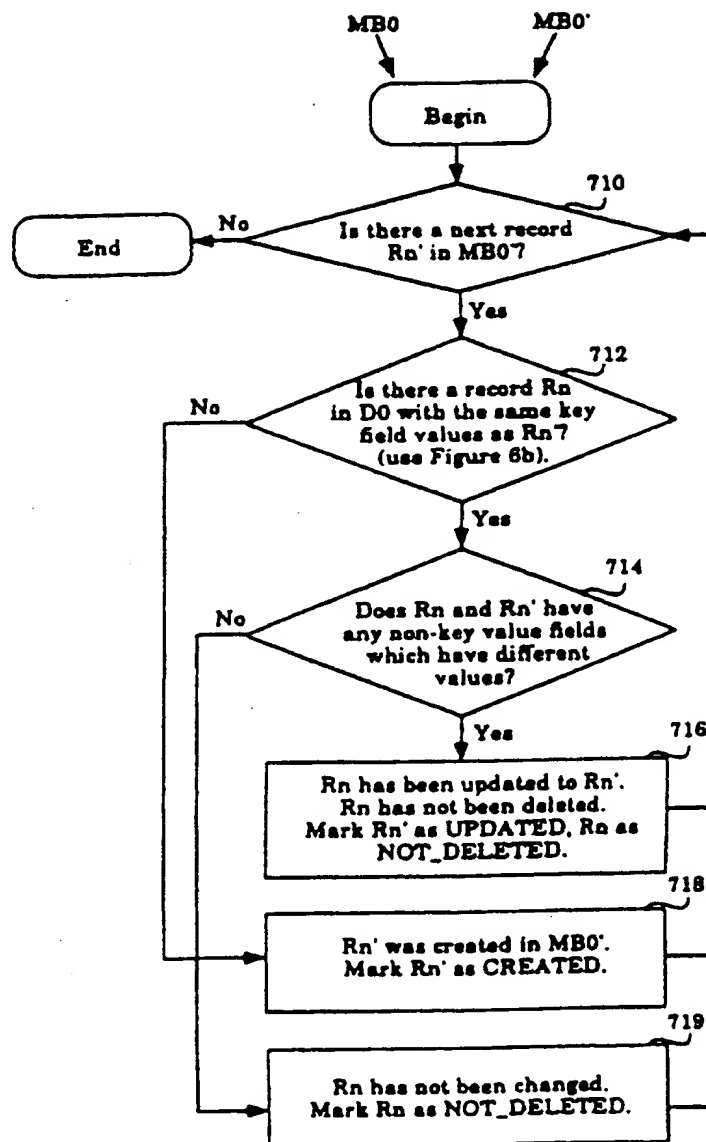 MB0
MB0'
Begin
710
Is there a next record
Rn' in MB0'?
No
End
Yes
712
Is there a record Rn
in D0 with the same key
field values as Rn'?
(use Figure 6b).
No
Yes
714
Does Rn and Rn' have
any non-key value fields
which have different
values?
No
Yes
716
Rn has been updated to Rn'.
Rn has not been deleted.
Mark Rn' as UPDATED, Rn as
NOT_DELETED.
718
Rn' was created in MB0'.
Mark Rn' as CREATED.
719
Rn has not been changed.
Mark Rn as NOT_DELETED.